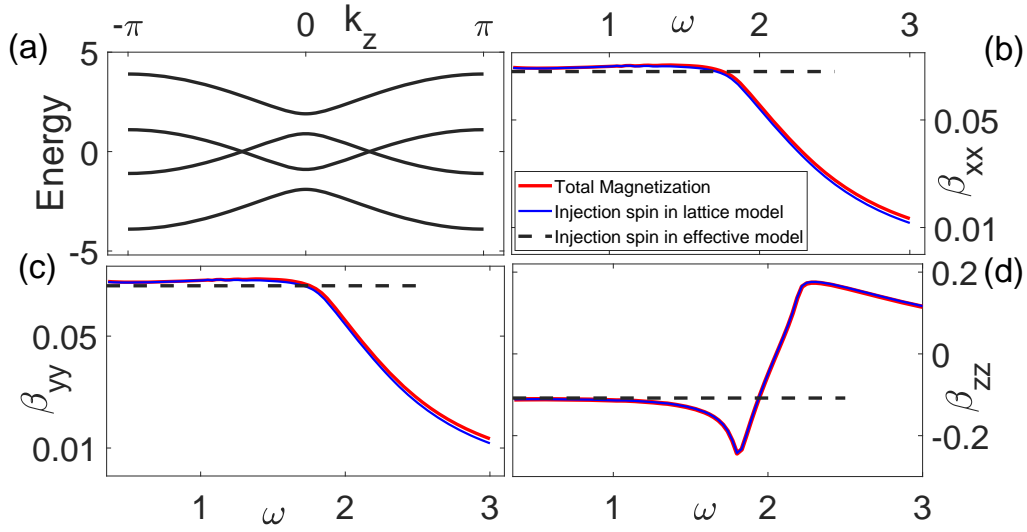 -π 0 k_z π
(a)
5
0
-5
Energy
1 ω 2 3
(b)
0.05
0.01
β_xx
Total Magnetization
Injection spin in lattice model
Injection spin in effective model
(c)
0.05
0.01
β_yy
1 ω 2 3
(d)
0.2
0
-0.2
β_zz
1 ω 2 3